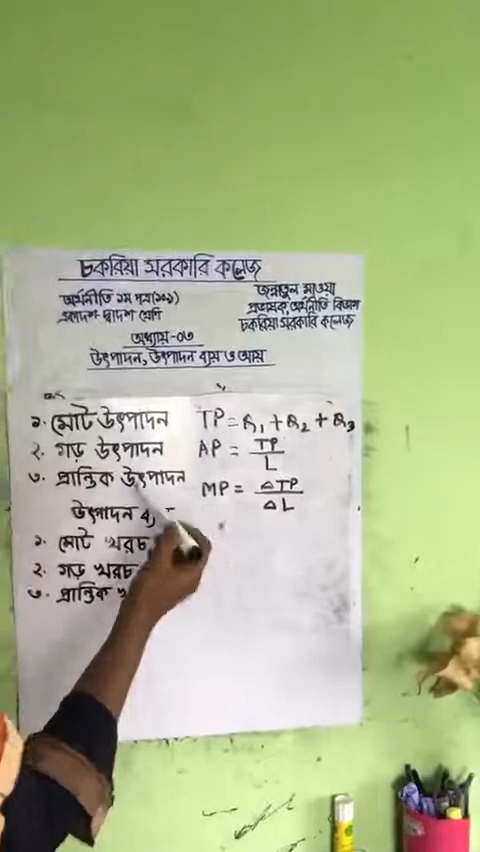 চকরিয়া সরকারি কলেজ
অর্থনীতি ১ম পত্র(১০৯)
একাদশ দ্বাদশ শ্রেণি
জন্নাতুল মাওয়া
প্রভাষক, অর্থনীতি বিভাগ
চকরিয়া সরকারি কলেজ
অধ্যায়-০৩
উৎপাদন, উৎপাদন ব্যয় ও আয়
১. মোট উৎপাদন TP = Q1 + Q2 + Q3
২. গড় উৎপাদন AP = TP / L
৩. প্রান্তিক উৎপাদন MP = ΔTP / ΔL
উৎপাদন
১. মোট খরচ
২. গড় খরচ
৩. প্রান্তিক